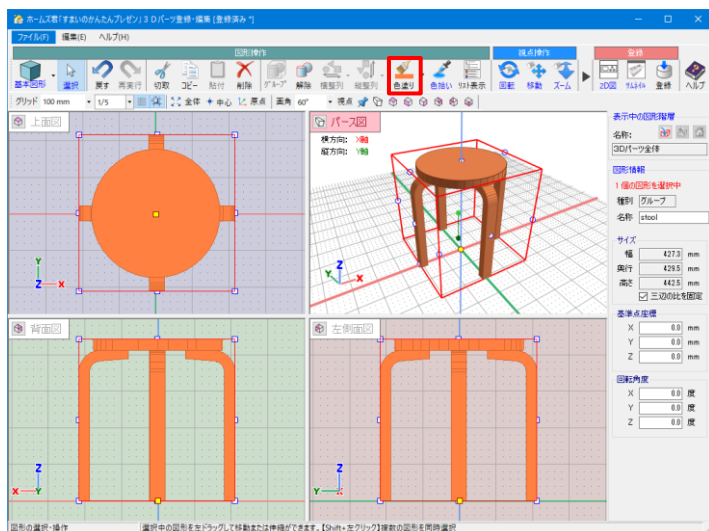 ホームズ君「すまいのかんたんプレゼン」３Ｄパーツ登録・編集 [登録済み *]
ファイル(F) 編集(E) ヘルプ(H)
図形操作 視点操作 登録
基本図形 選択 戻す 再実行 切取 コピー 貼付 削除 グループ 解除 横整列 縦整列 色塗り 色拾い リスト表示 回転 移動 ズーム 2D図 サムネイル 登録 ヘルプ
グリッド 100 mm 1/5 全体 中心 原点 画角 60° 視点
上面図
パース図
横方向: X軸
縦方向: Y軸
背面図
左側面図
Y
Z X
Z
Y X
Z
X Y
Z
Y X
表示中の図形階層
名称:
3Dパーツ全体
図形情報
1 個の図形を選択中
種別 グループ
名称 stool
サイズ
幅 427.3 mm
奥行 429.5 mm
高さ 442.5 mm
三辺の比を固定
基準点座標
X 0.0 mm
Y 0.0 mm
Z 0.0 mm
回転角度
X 0.0 度
Y 0.0 度
Z 0.0 度
図形の選択・操作 選択中の図形を左ドラッグして移動または伸縮ができます。【Shift+左クリック】複数の図形を同時選択